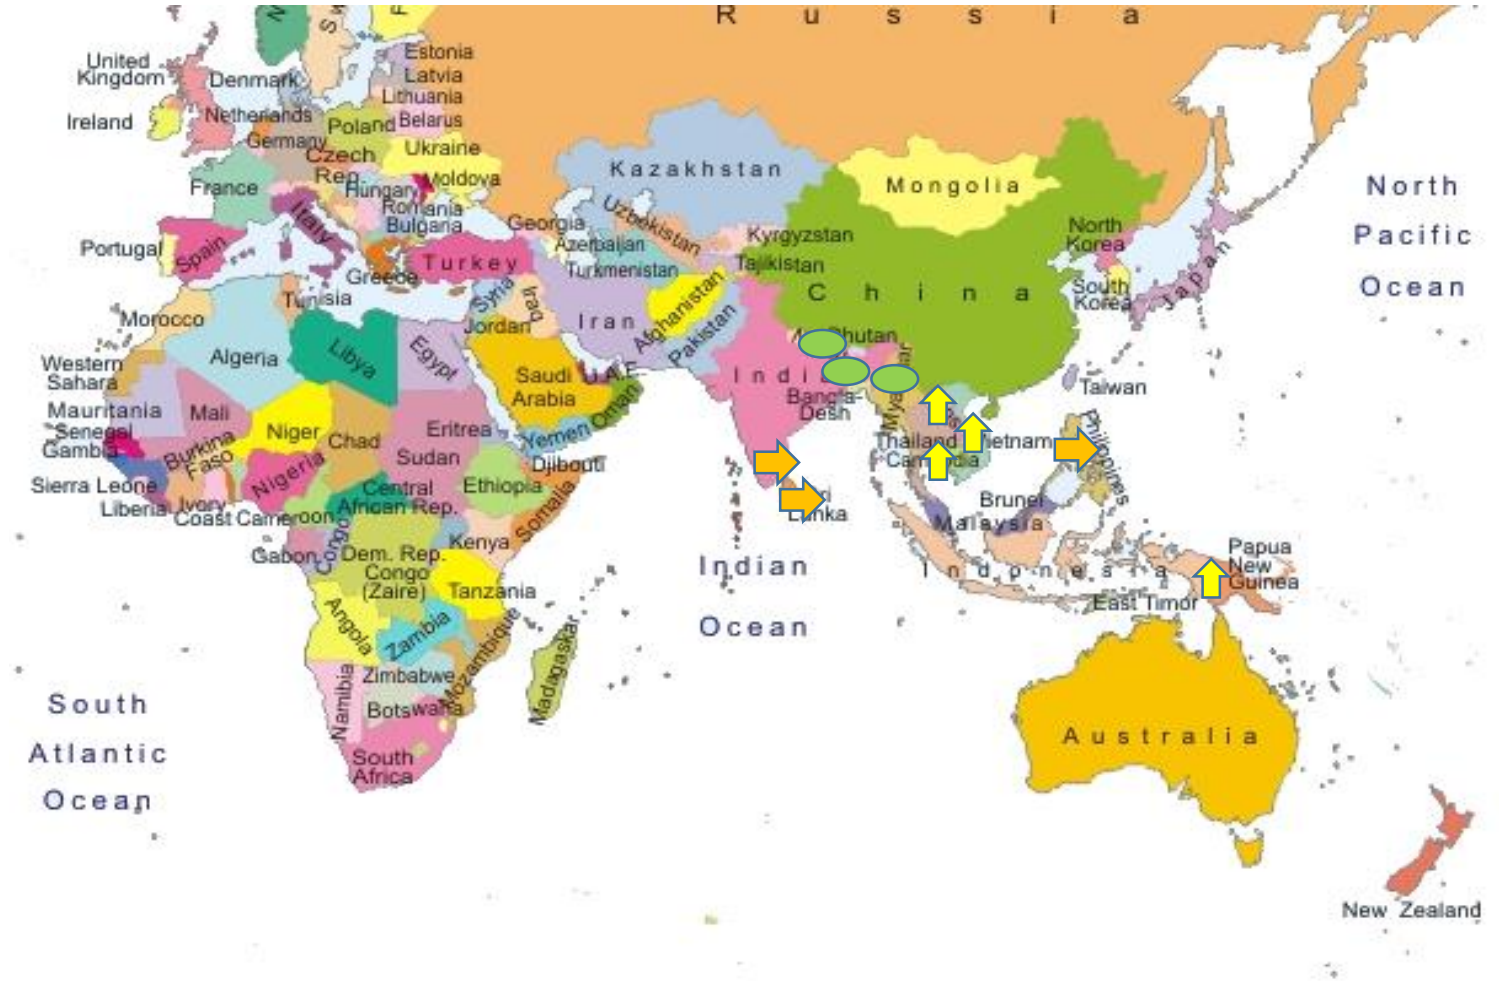 R u s s i a
United
Kingdom
Denmark
Estonia
Latvia
Lithuania
Ireland
Netherlands
Poland
Belarus
Germany
Czech
Rep.
Ukraine
France
Hungary
Moldova
Romania
Bulgaria
Italy
Portugal
Spain
Greece
Turkey
Georgia
Azerbaijan
Turkmenistan
Uzbekistan
Kazakhstan
Mongolia
Kyrgyzstan
Tajikistan
North
Korea
South
Korea
Japan
North
Pacific
Ocean
China
Tunisia
Morocco
Algeria
Libya
Egypt
Syria
Iraq
Jordan
Iran
Afghanistan
Pakistan
Western
Sahara
Saudi
Arabia
U.A.E.
Oman
Yemen
Bangla-
Desh
Taiwan
Mauritania
Mali
Niger
Chad
Sudan
Eritrea
Djibouti
Senegal
Gambia
Burkina
Faso
Nigeria
Sierra Leone
Liberia
Ivory
Coast
Cameroon
Central
African Rep.
Ethiopia
Somalia
Thailand
Cambodia
Philippines
Brunei
Malaysia
Lanka
Gabon
Congo
Dem. Rep.
Congo
(Zaire)
Kenya
Tanzania
Indian
Ocean
Indonesia
Papua
New
Guinea
East Timor
Angola
Zambia
Mozambique
Madagaskar
Zimbabwe
Namibia
Botswana
South
Africa
South
Atlantic
Ocean
Australia
New Zealand